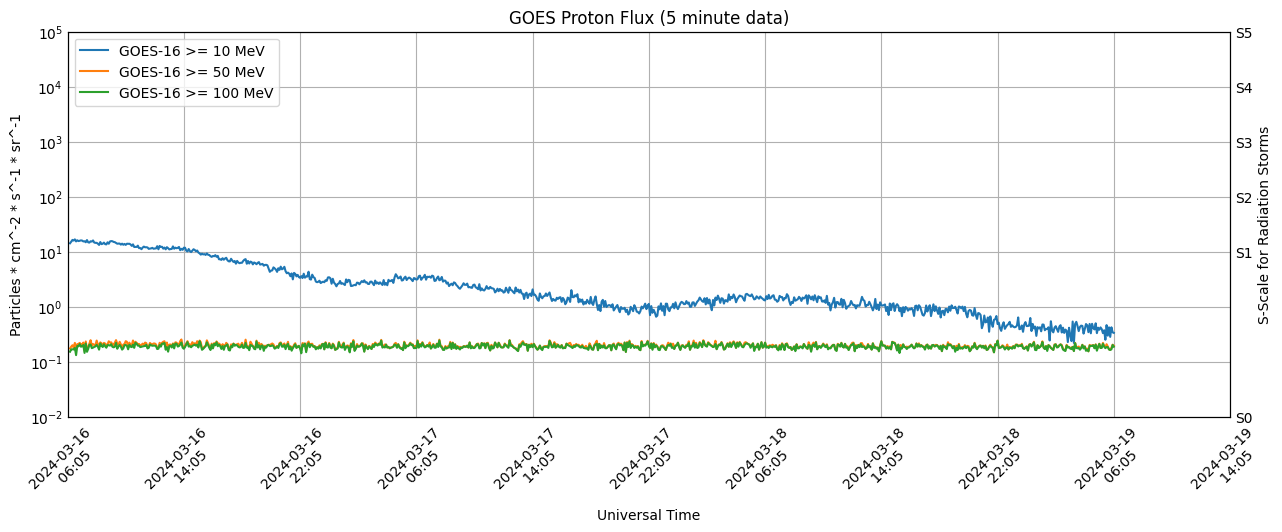 GOES Proton Flux (5 minute data)
GOES-16 >= 10 MeV
GOES-16 >= 50 MeV
GOES-16 >= 100 MeV
Particles * cm^-2 * s^-1 * sr^-1
10^5
10^4
10^3
10^2
10^1
10^0
10^-1
10^-2
S5
S4
S3
S2
S1
S0
S-Scale for Radiation Storms
2024-03-16
06:05
2024-03-16
14:05
2024-03-16
22:05
2024-03-17
06:05
2024-03-17
14:05
2024-03-17
22:05
2024-03-18
06:05
2024-03-18
14:05
2024-03-18
22:05
2024-03-19
06:05
2024-03-19
14:05
Universal Time